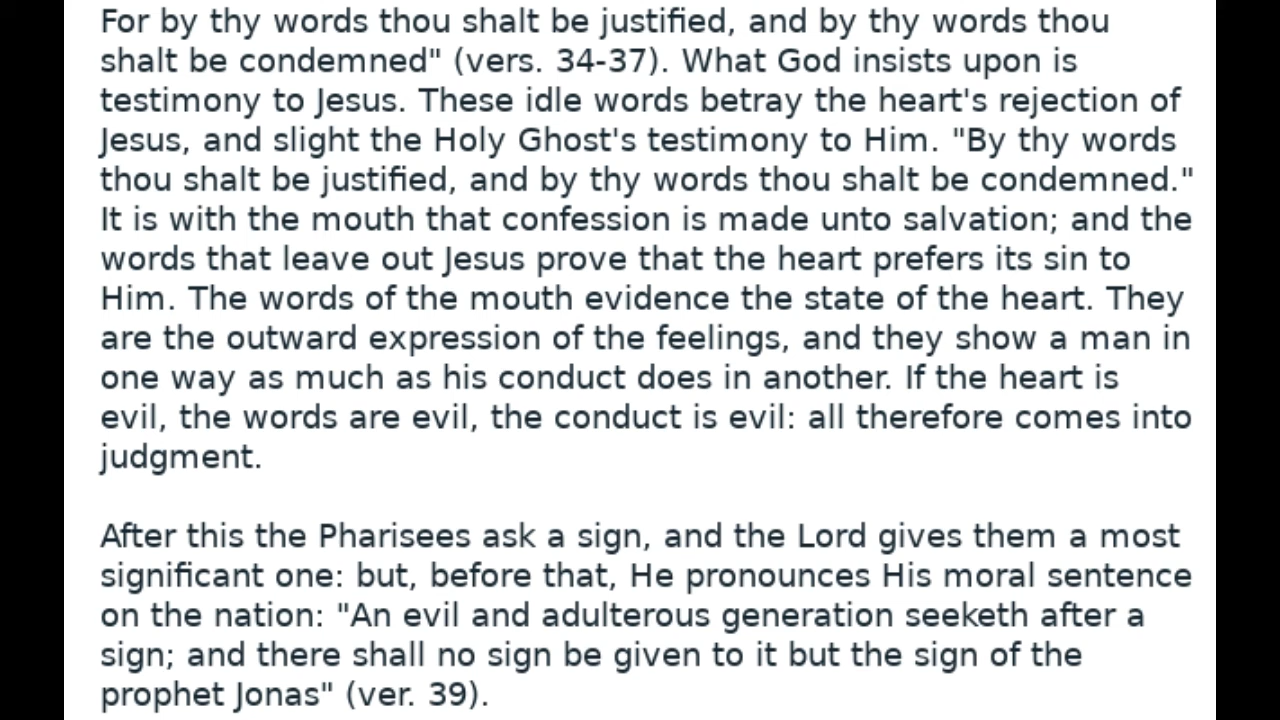 For by thy words thou shalt be justified, and by thy words thou
shalt be condemned" (vers. 34-37). What God insists upon is
testimony to Jesus. These idle words betray the heart's rejection of
Jesus, and slight the Holy Ghost's testimony to Him. "By thy words
thou shalt be justified, and by thy words thou shalt be condemned."
It is with the mouth that confession is made unto salvation; and the
words that leave out Jesus prove that the heart prefers its sin to
Him. The words of the mouth evidence the state of the heart. They
are the outward expression of the feelings, and they show a man in
one way as much as his conduct does in another. If the heart is
evil, the words are evil, the conduct is evil: all therefore comes into
judgment.
After this the Pharisees ask a sign, and the Lord gives them a most
significant one: but, before that, He pronounces His moral sentence
on the nation: "An evil and adulterous generation seeketh after a
sign; and there shall no sign be given to it but the sign of the
prophet Jonas" (ver. 39).